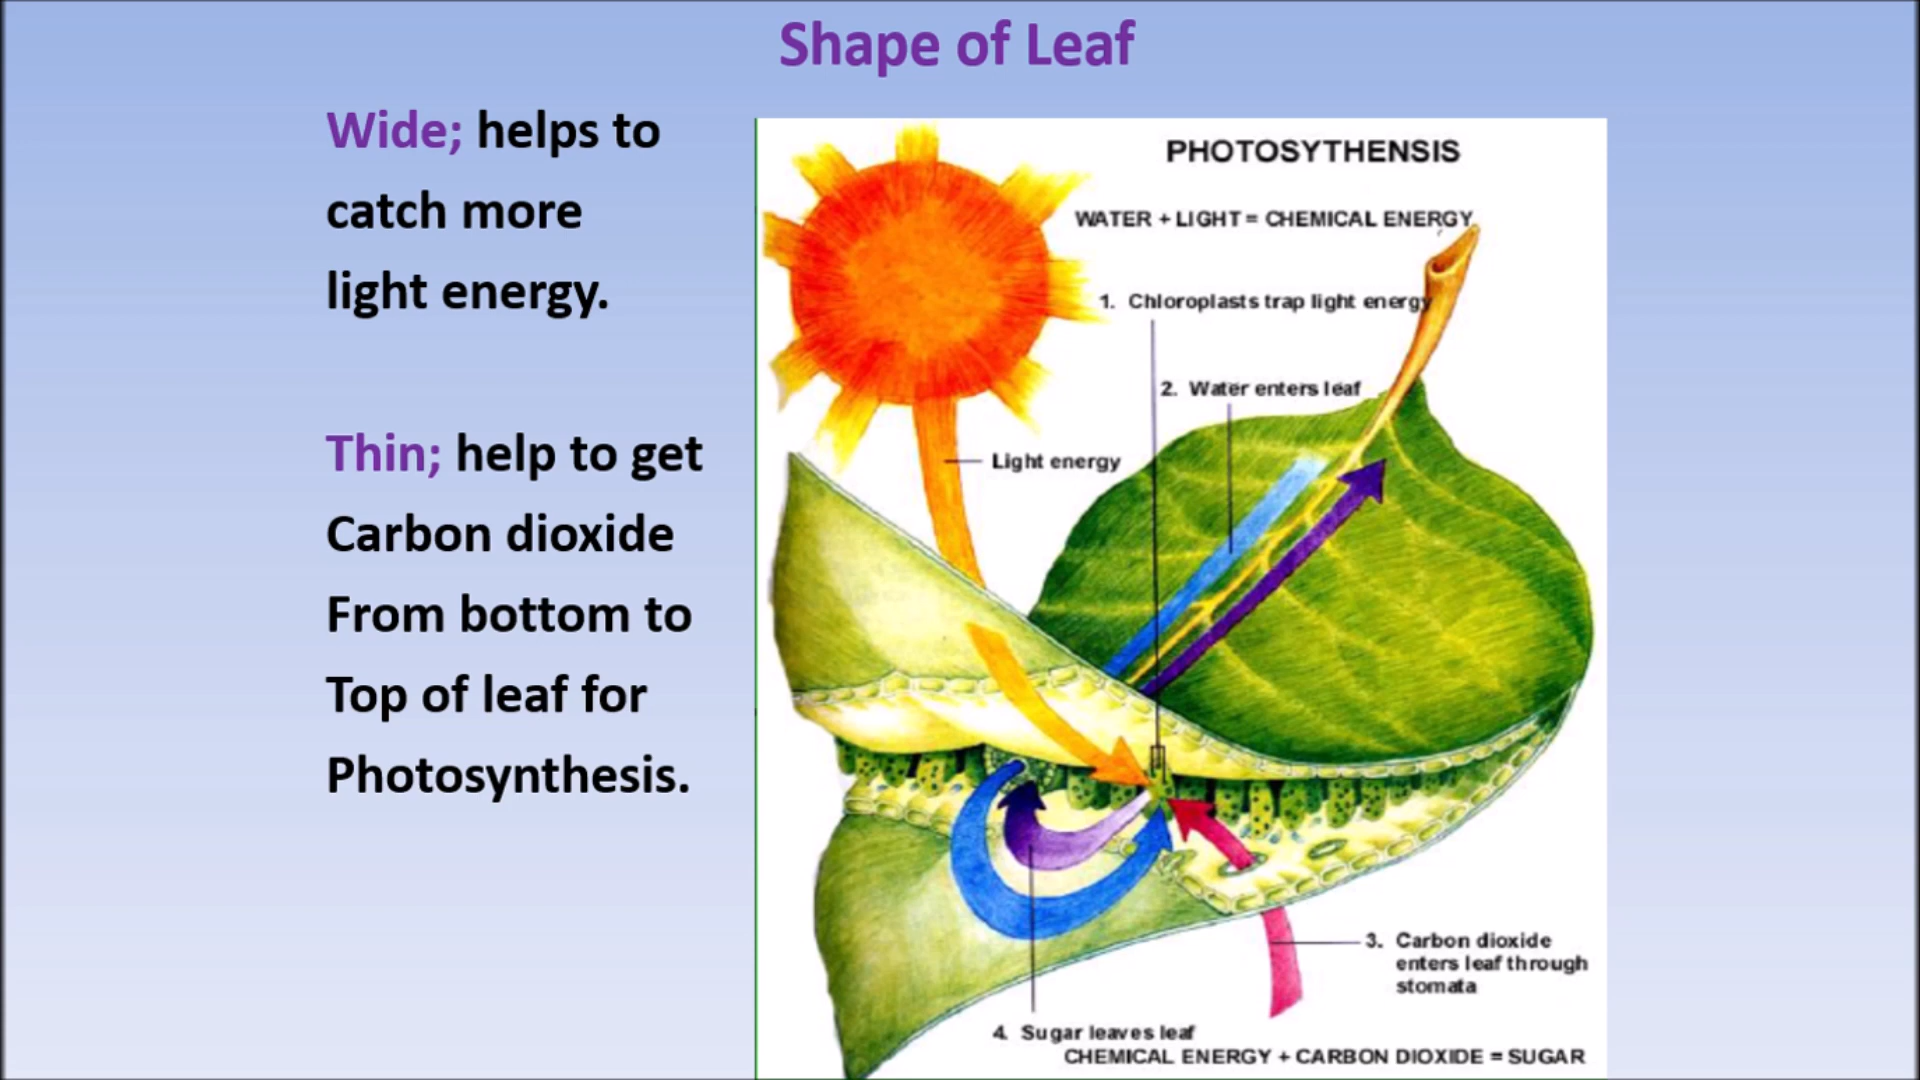 Shape of Leaf
Wide; helps to
catch more
light energy.
Thin; help to get
Carbon dioxide
From bottom to
Top of leaf for
Photosynthesis.
PHOTOSYTHENSIS
WATER + LIGHT = CHEMICAL ENERGY
1. Chloroplasts trap light energy
2. Water enters leaf
Light energy
3. Carbon dioxide
enters leaf through
stomata
4. Sugar leaves leaf
CHEMICAL ENERGY + CARBON DIOXIDE = SUGAR